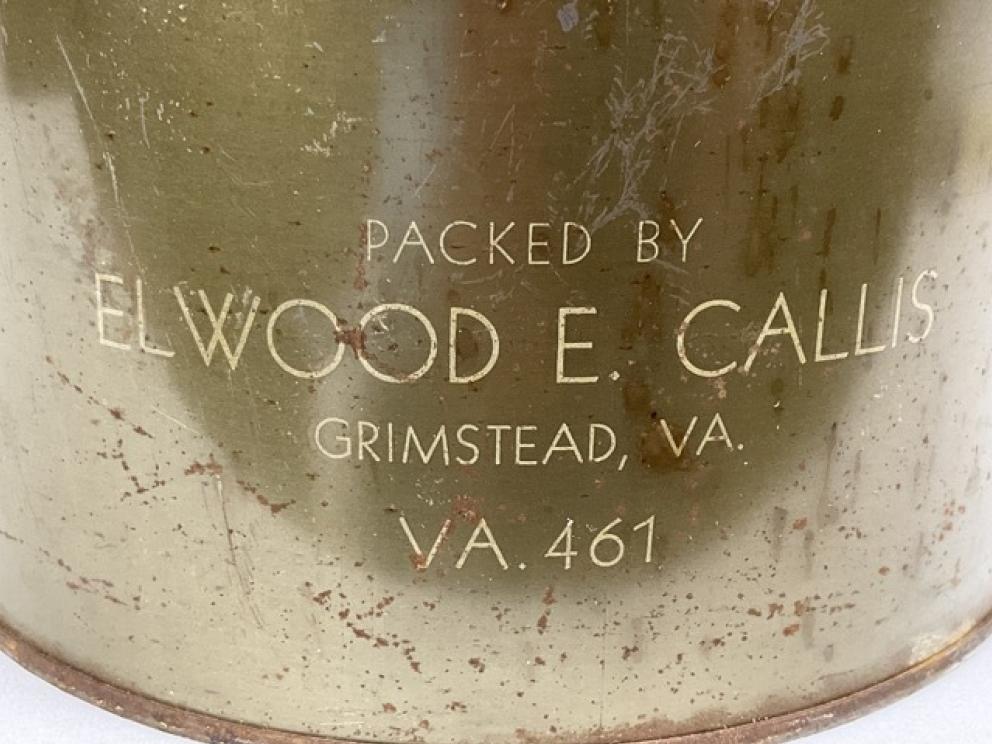 PACKED BY
ELWOOD E. CALLIS
GRIMSTEAD, VA.
VA. 461